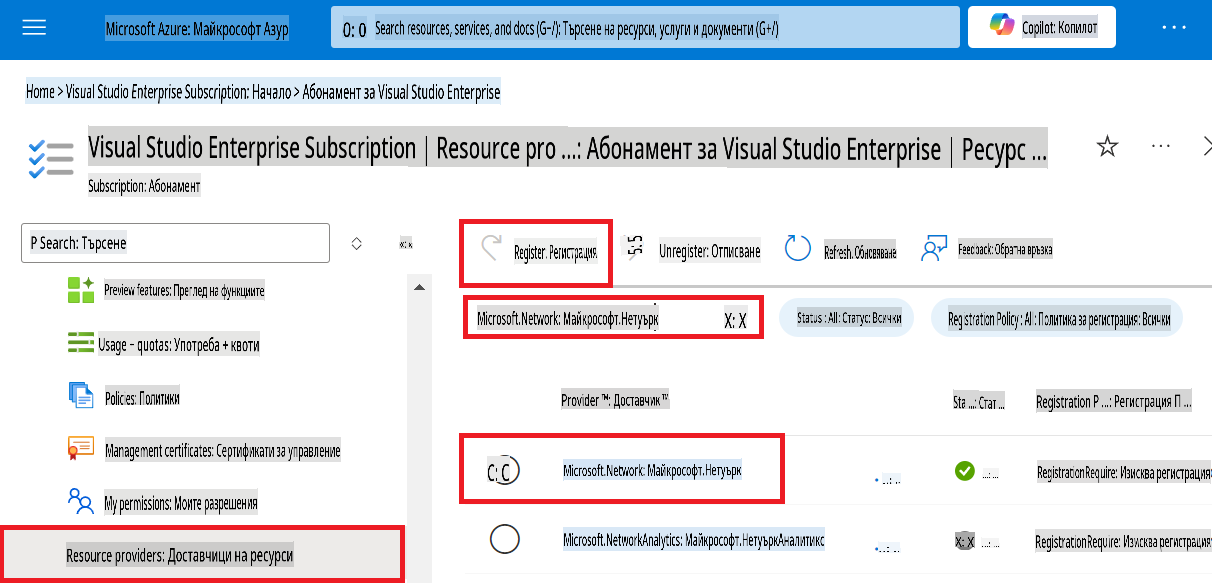 Microsoft Azure: Майкрософт Азур
0: 0 Search resources, services, and docs (G+/): Търсене на ресурси, услуги и документи (G+/)
Copilot: Копилот
Home > Visual Studio Enterprise Subscription: Начало > Абонамент за Visual Studio Enterprise
Visual Studio Enterprise Subscription | Resource pro ...: Абонамент за Visual Studio Enterprise | Ресурс ...
Subscription: Абонамент
P Search: Търсене
Register: Регистрация
Unregister: Отписване
Refresh: Обновяване
Feedback: Обратна връзка
Preview features: Преглед на функциите
Usage - quotas: Употреба + квоти
Policies: Политики
Management certificates: Сертификати за управление
My permissions: Моите разрешения
Resource providers: Доставчици на ресурси
Microsoft.Network: Майкрософт.Нетуърк X: X
Status : All: Статус: Всички
Registration Policy : All: Политика за регистрация: Всички
Provider ™: Доставчик ™
Sta ...: Стат ...
Registration P ...: Регистрация П ...
C: C Microsoft.Network: Майкрософт.Нетуърк
...: ...
RegistrationRequire: Изисква регистрация
Microsoft.NetworkAnalytics: Майкрософт.НетуъркАналитикс
X: X ...: ...
RegistrationRequire: Изисква регистрация